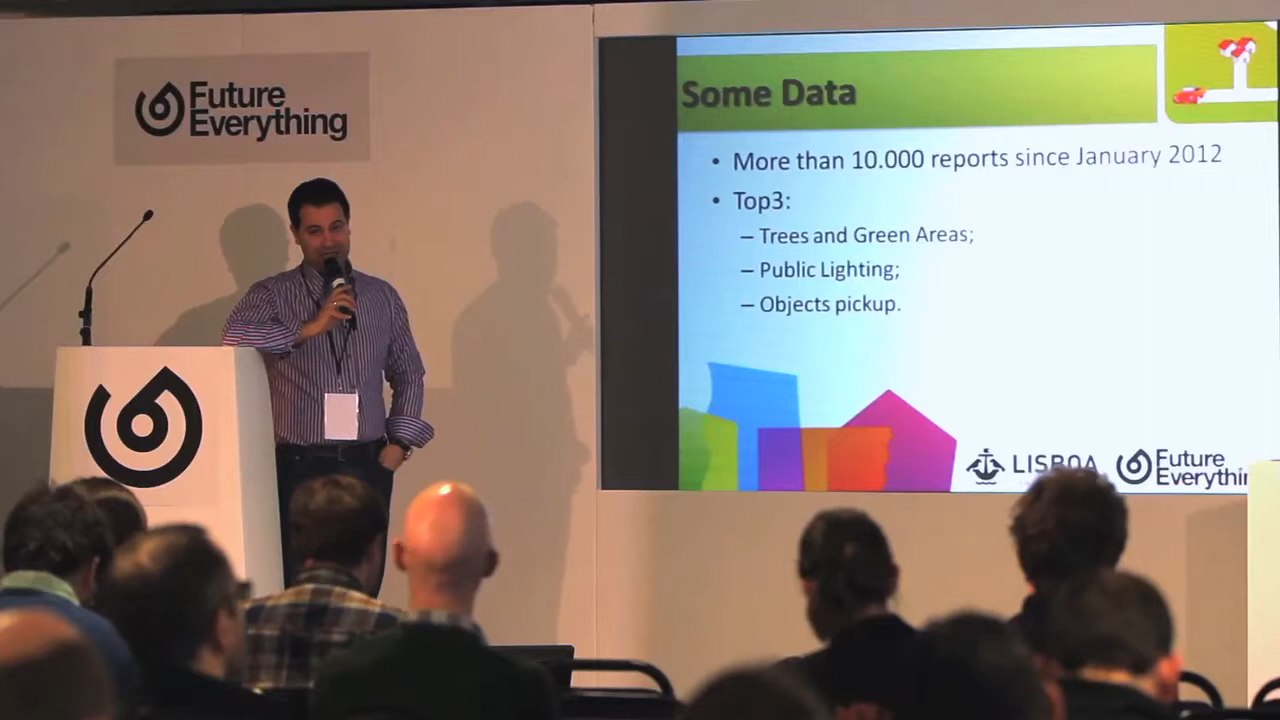 Future
Everything
Some Data
• More than 10.000 reports since January 2012
• Top3:
– Trees and Green Areas;
– Public Lighting;
– Objects pickup.
LISBOA
Future
Everythin